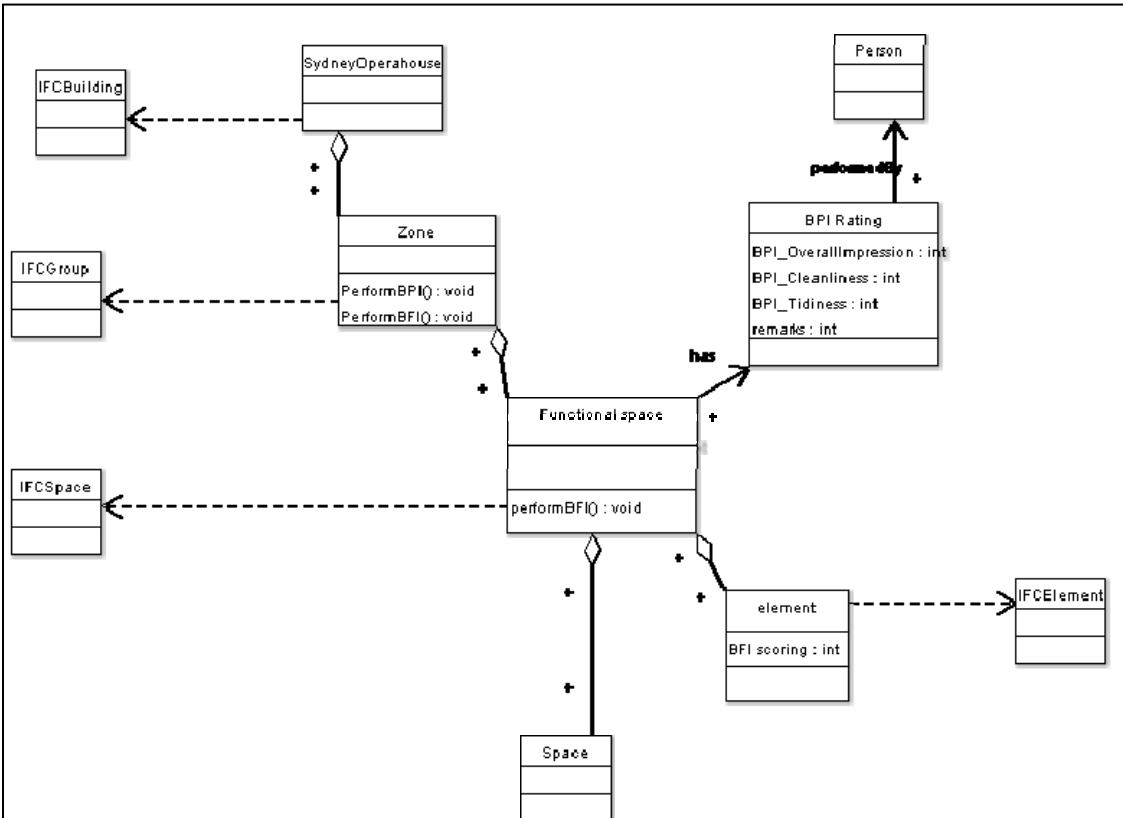 Person
SydneyOperahouse
IFCBuilding
performedBy
+
+
+
BPI Rating
BPI_OverallImpression : int
BPI_Cleanliness : int
BPI_Tidiness : int
remarks : int
Zone
PerformBPII() : void
PerformBFI() : void
IFCGroup
has
+
+
+
Functional space
performBFI() : void
IFCSpace
+
+
+
+
element
BFI scoring : int
IFCElement
Space